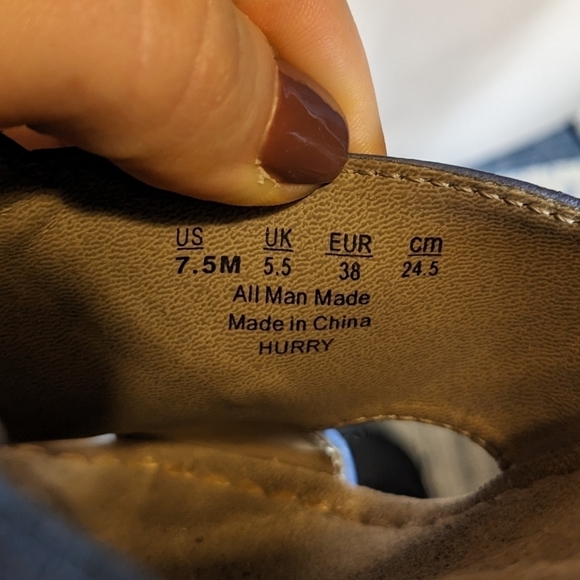 US UK EUR cm
7.5M 5.5 38 24.5
All Man Made
Made in China
HURRY